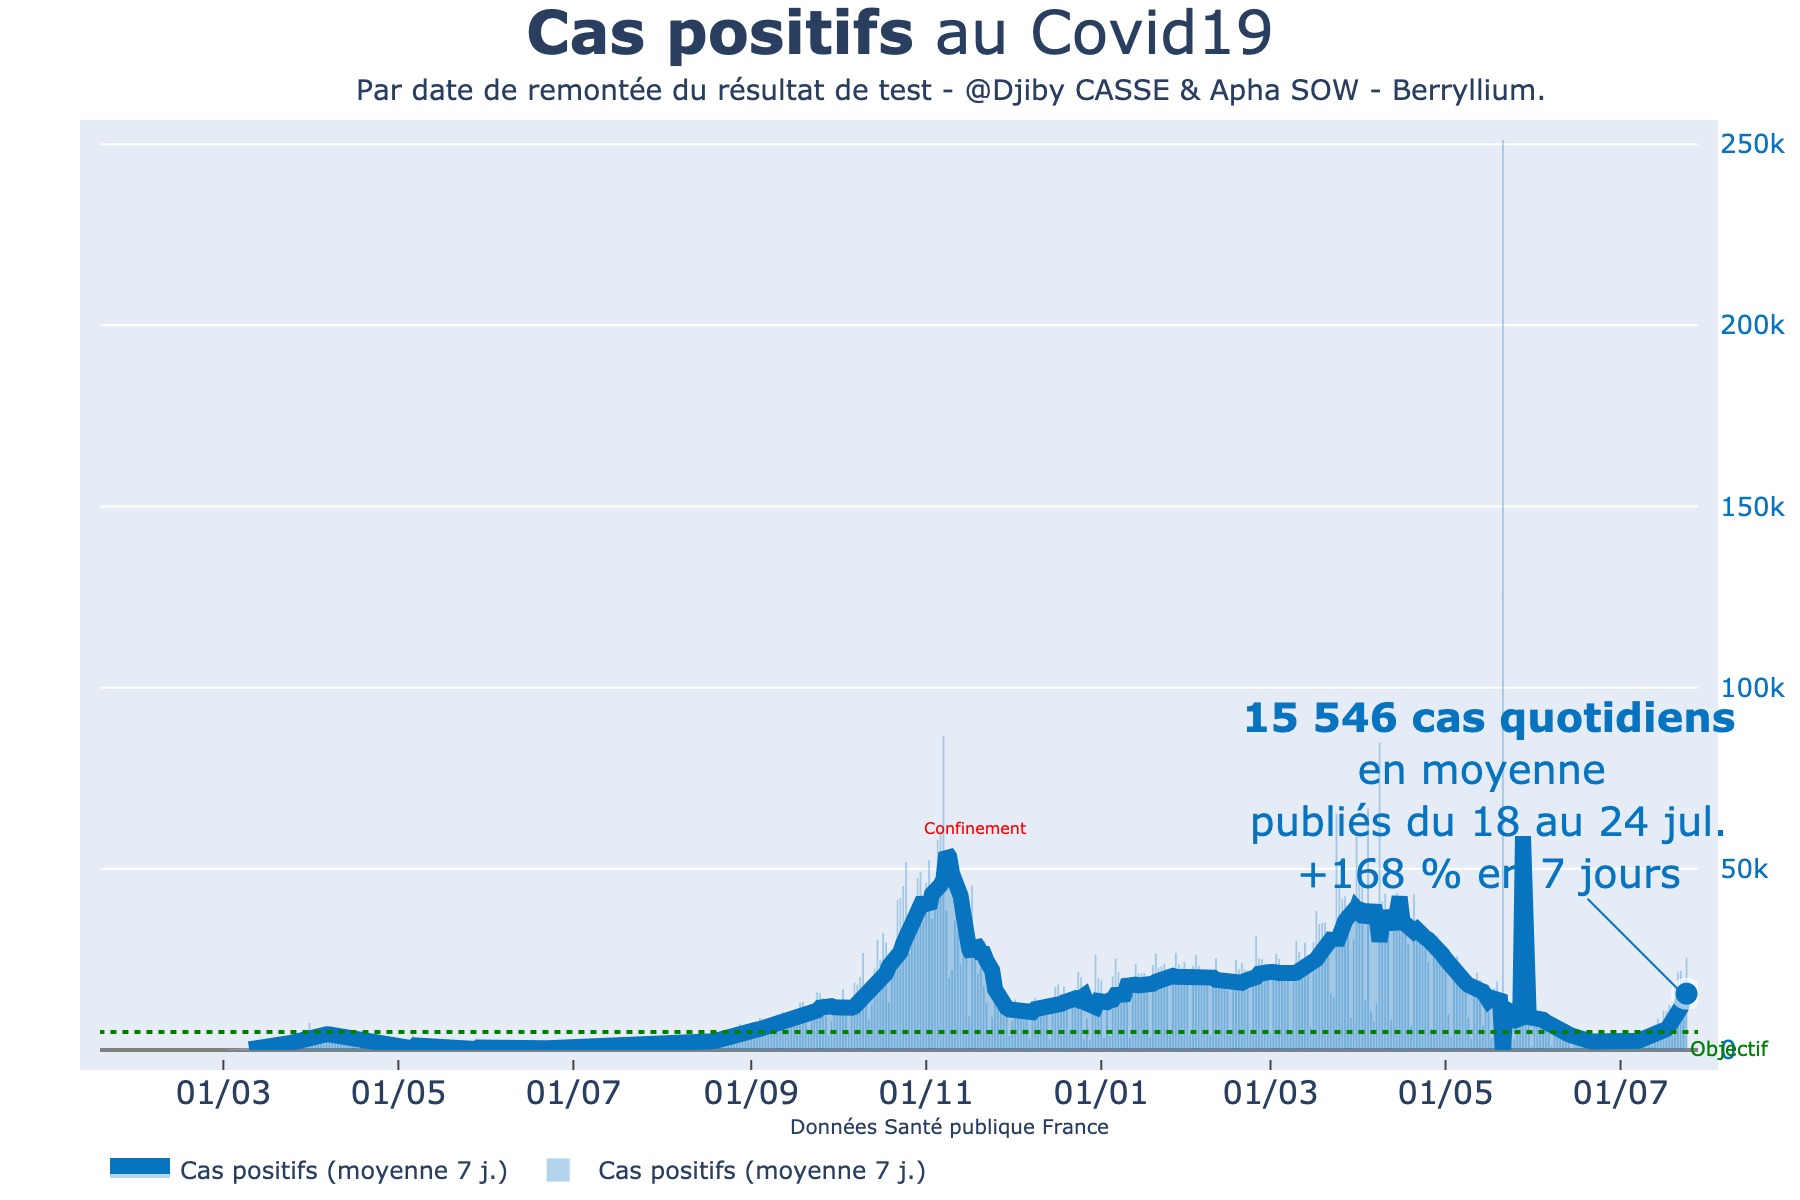 Cas positifs au Covid19
Par date de remontée du résultat de test - @Djiby CASSE & Apha SOW - Berryllium.
250k
200k
150k
100k
15 546 cas quotidiens
en moyenne
publiés du 18 au 24 jul.
+168 % en 7 jours
Confinement
50k
0
Objectif
01/03
01/05
01/07
01/09
01/11
01/01
01/03
01/05
01/07
Données Santé publique France
Cas positifs (moyenne 7 j.)
Cas positifs (moyenne 7 j.)